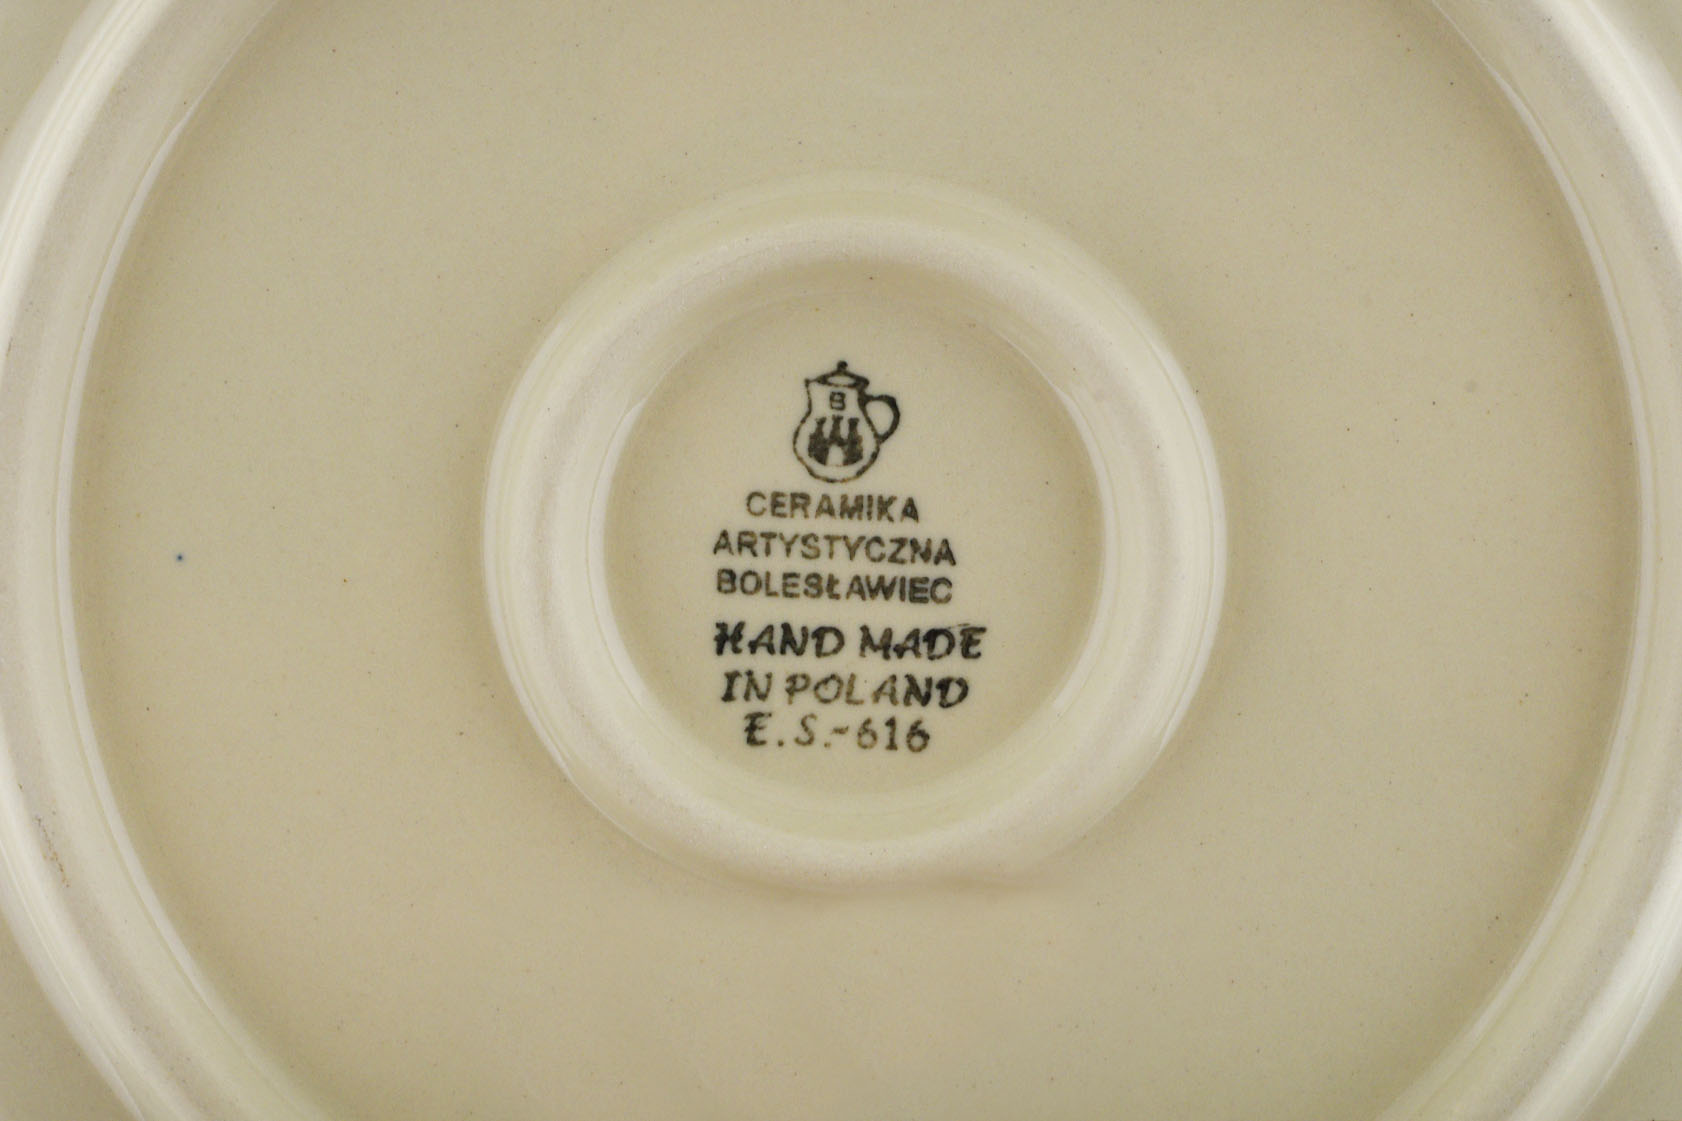 B
CERAMIKA
ARTYSTYCZNA
BOLESŁAWIEC
HAND MADE
IN POLAND
E.S.-616